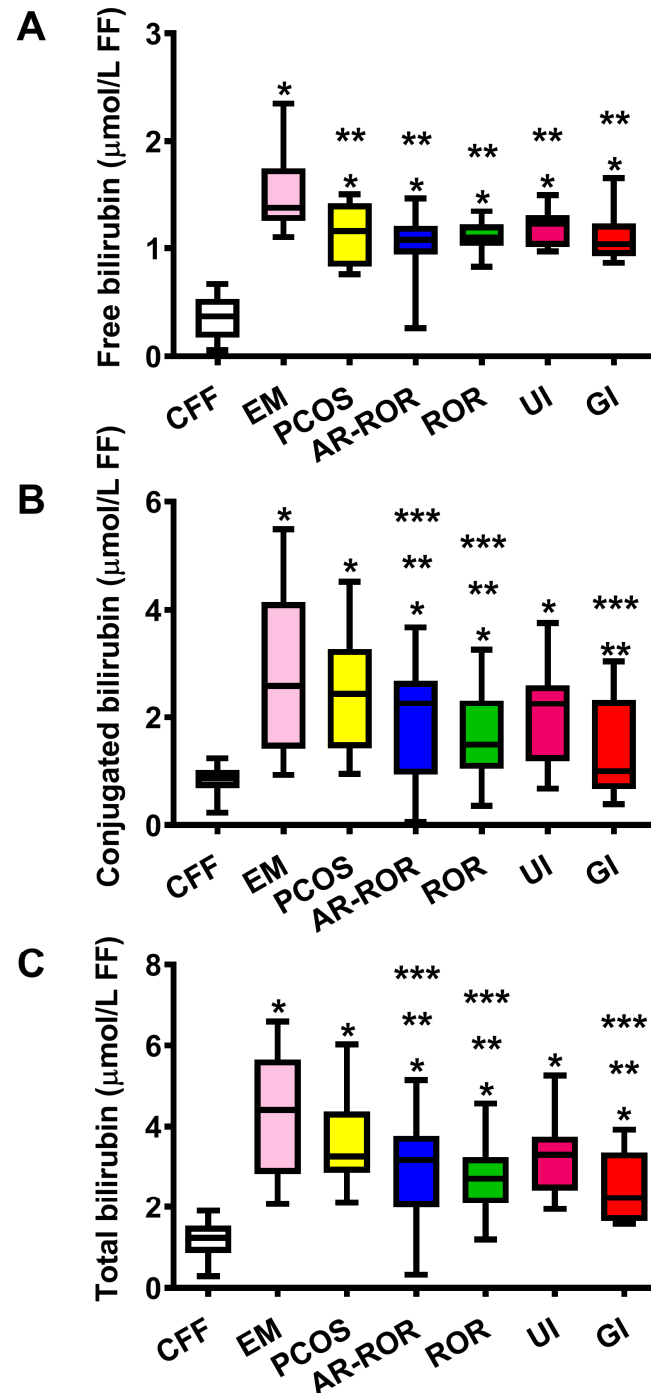 A
Free bilirubin (μmol/L FF)
3
2
1
0
*
**
*
**
*
**
*
**
*
**
*
CFF
EM
PCOS
AR-ROR
ROR
UI
GI
B
Conjugated bilirubin (μmol/L FF)
6
4
2
0
*
*
***
**
*
***
**
*
*
***
**
CFF
EM
PCOS
AR-ROR
ROR
UI
GI
C
Total bilirubin (μmol/L FF)
8
6
4
2
0
*
*
***
**
*
***
**
*
*
***
**
*
CFF
EM
PCOS
AR-ROR
ROR
UI
GI